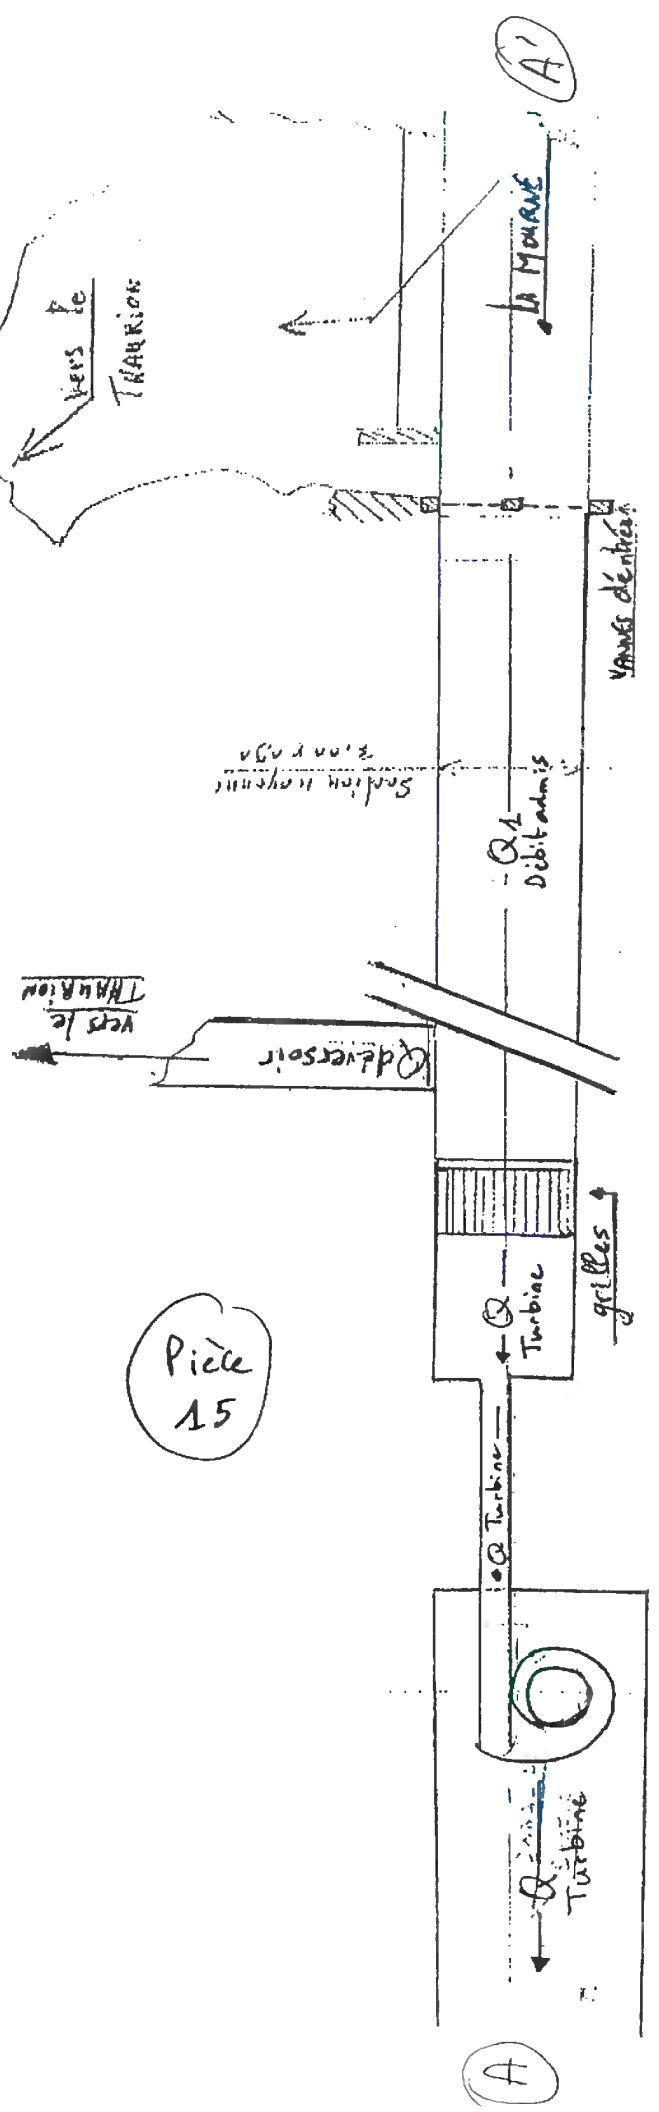 A'
LA MOURNE
vers le
THAURION
VANNES d'entrée
Section moyenne
Q1
Débit admis
vers le
THAURION
Q déversoir
grilles
Q
Turbine
Pièce
15
Q Turbine
Q
Turbine
A